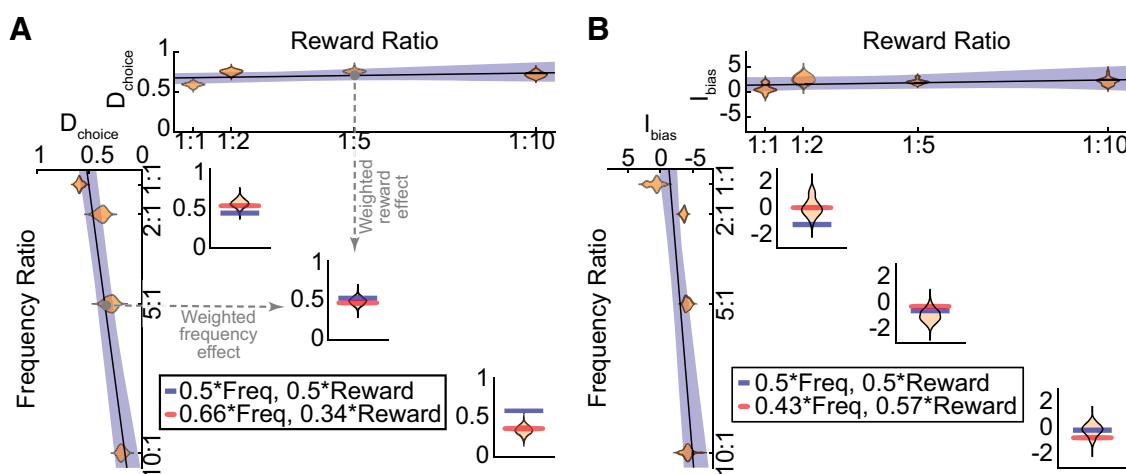 A
Reward Ratio
D_choice
1
0.5
0
1:1
1:2
1:5
1:10
D_choice
1
0.5
0
Frequency Ratio
1:1
2:1
5:1
10:1
Weighted
reward
effect
Weighted
frequency
effect
1
0.5
0
1
0.5
0
1
0.5
0
0.5*Freq, 0.5*Reward
0.66*Freq, 0.34*Reward
B
Reward Ratio
I_bias
5
0
-5
1:1
1:2
1:5
1:10
I_bias
5
0
-5
Frequency Ratio
1:1
2:1
5:1
10:1
2
0
-2
2
0
-2
2
0
-2
0.5*Freq, 0.5*Reward
0.43*Freq, 0.57*Reward